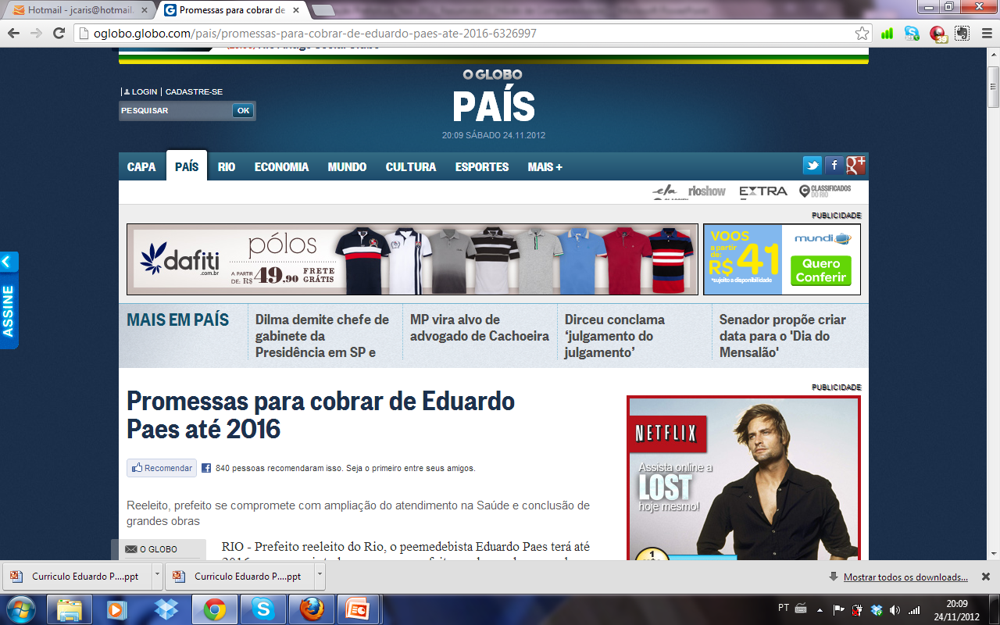 Hotmail - jcaris@hotmail.
Promessas para cobrar de
oglobo.globo.com/pais/promessas-para-cobrar-de-eduardo-paes-ate-2016-6326997
O GLOBO
PAÍS
20:09 SÁBADO 24.11.2012
LOGIN | CADASTRE-SE
PESQUISAR OK
CAPA PAÍS RIO ECONOMIA MUNDO CULTURA ESPORTES MAIS +
ela rioshow EXTRA CLASSIFICADOS DO RIO
PUBLICIDADE
dafiti .com.br
pólos
A PARTIR DE: R$ 49,90 FRETE GRÁTIS
VOOS
a partir de:
R$ 41
*sujeito a disponibilidade
mundi
Quero Conferir
ASSINE
MAIS EM PAÍS
Dilma demite chefe de
gabinete da
Presidência em SP e
MP vira alvo de
advogado de Cachoeira
Dirceu conclama
‘julgamento do
julgamento’
Senador propõe criar
data para o 'Dia do
Mensalão'
Promessas para cobrar de Eduardo
Paes até 2016
Recomendar 840 pessoas recomendaram isso. Seja o primeiro entre seus amigos.
Reeleito, prefeito se compromete com ampliação do atendimento na Saúde e conclusão de
grandes obras
O GLOBO
RIO - Prefeito reeleito do Rio, o peemedebista Eduardo Paes terá até
PUBLICIDADE
NETFLIX
Assista online a
LOST
hoje mesmo!
1
Curriculo Eduardo P....ppt
Curriculo Eduardo P....ppt
Mostrar todos os downloads...
PT
20:09
24/11/2012